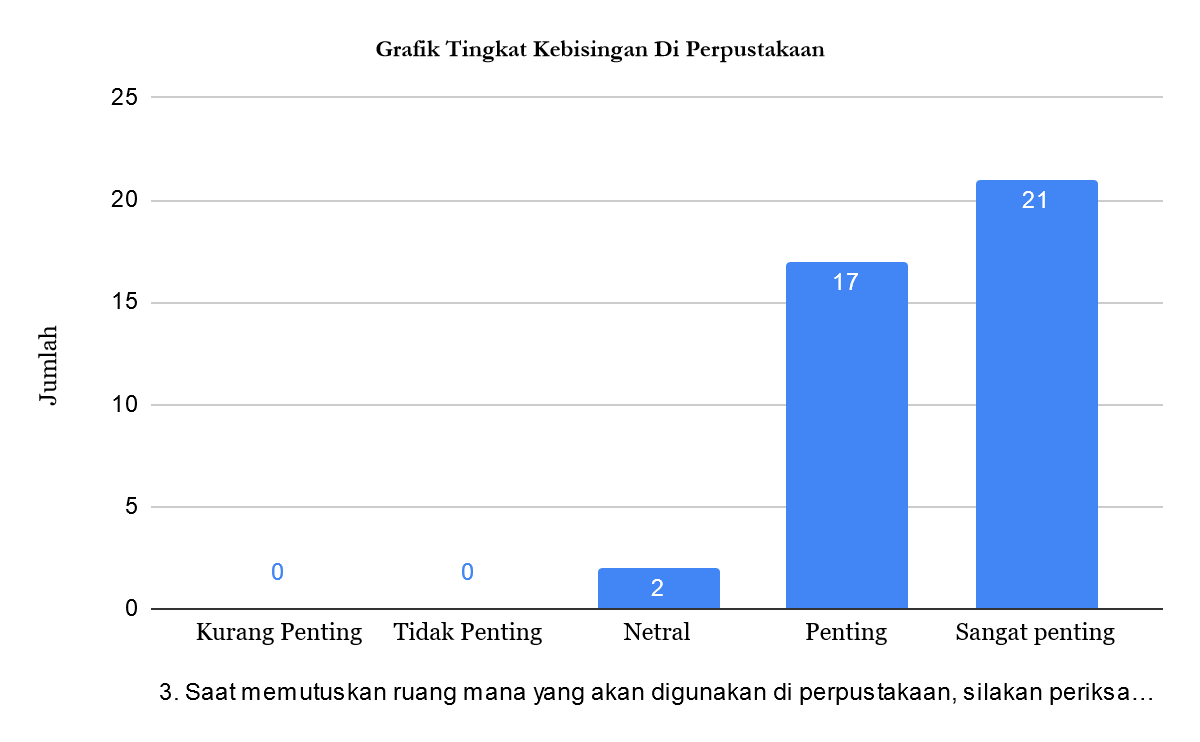 Grafik Tingkat Kebisingan Di Perpustakaan
25
20
15
10
5
0
Jumlah
0
0
2
17
21
Kurang Penting
Tidak Penting
Netral
Penting
Sangat penting
3. Saat memutuskan ruang mana yang akan digunakan di perpustakaan, silakan periksa…